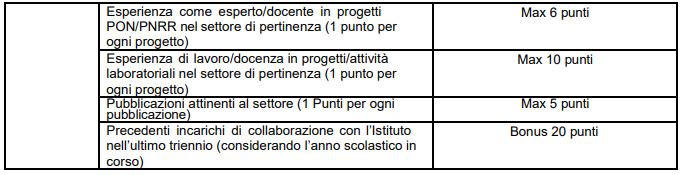 Esperienza come esperto/docente in progetti
PON/PNRR nel settore di pertinenza (1 punto per
ogni progetto)
Max 6 punti
Esperienza di lavoro/docenza in progetti/attività
laboratoriali nel settore di pertinenza (1 punto per
ogni progetto)
Max 10 punti
Pubblicazioni attinenti al settore (1 Punti per ogni
pubblicazione)
Max 5 punti
Precedenti incarichi di collaborazione con l'Istituto
nell'ultimo triennio (considerando l'anno scolastico in
corso)
Bonus 20 punti